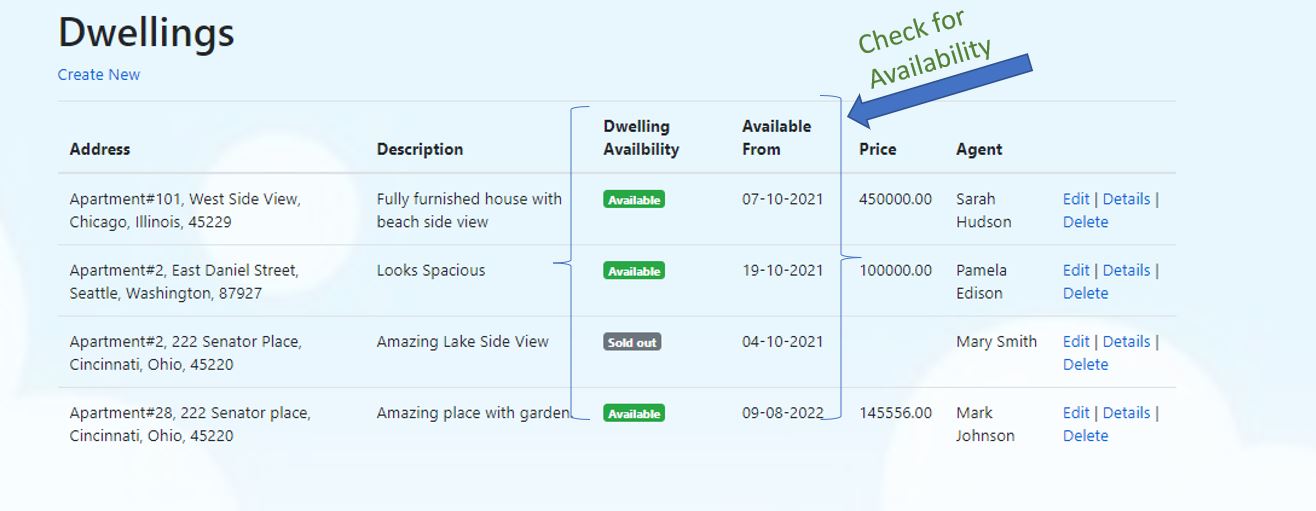 Dwellings
Create New
Check for
Availability
Address Description Dwelling Availbility Available From Price Agent
Apartment#101, West Side View, Fully furnished house with Available 07-10-2021 450000.00 Sarah Edit | Details |
Chicago, Illinois, 45229 beach side view Hudson Delete
Apartment#2, East Daniel Street, Looks Spacious Available 19-10-2021 100000.00 Pamela Edit | Details |
Seattle, Washington, 87927 Edison Delete
Apartment#2, 222 Senator Place, Amazing Lake Side View Sold out 04-10-2021 Mary Smith Edit | Details |
Cincinnati, Ohio, 45220 Delete
Apartment#28, 222 Senator place, Amazing place with garden. Available 09-08-2022 145556.00 Mark Edit | Details |
Cincinnati, Ohio, 45220 Johnson Delete